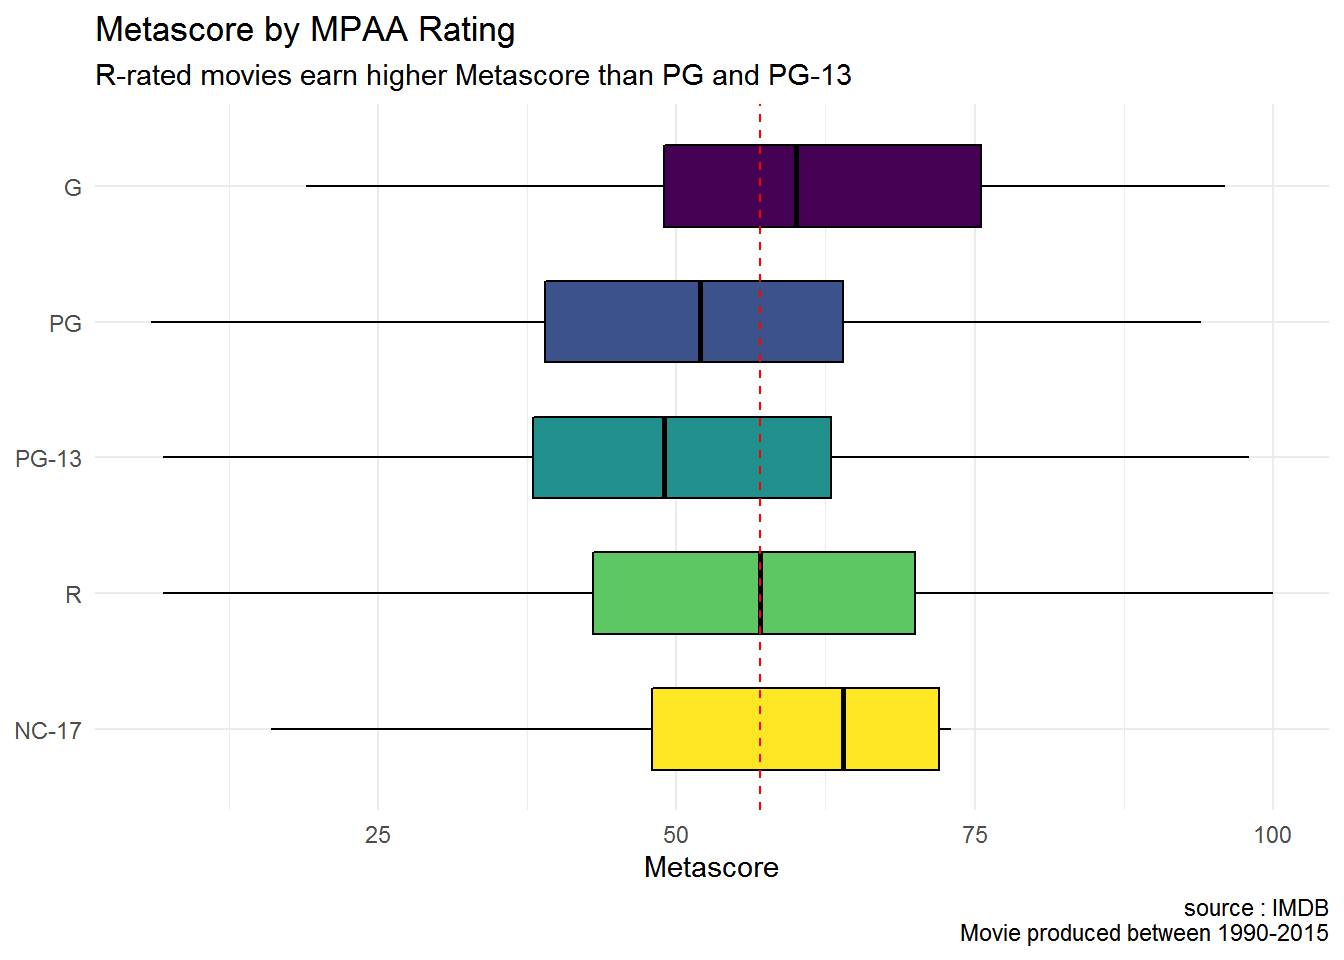 Metascore by MPAA Rating
R-rated movies earn higher Metascore than PG and PG-13
G
PG
PG-13
R
NC-17
25 50 75 100
Metascore
source : IMDB
Movie produced between 1990-2015